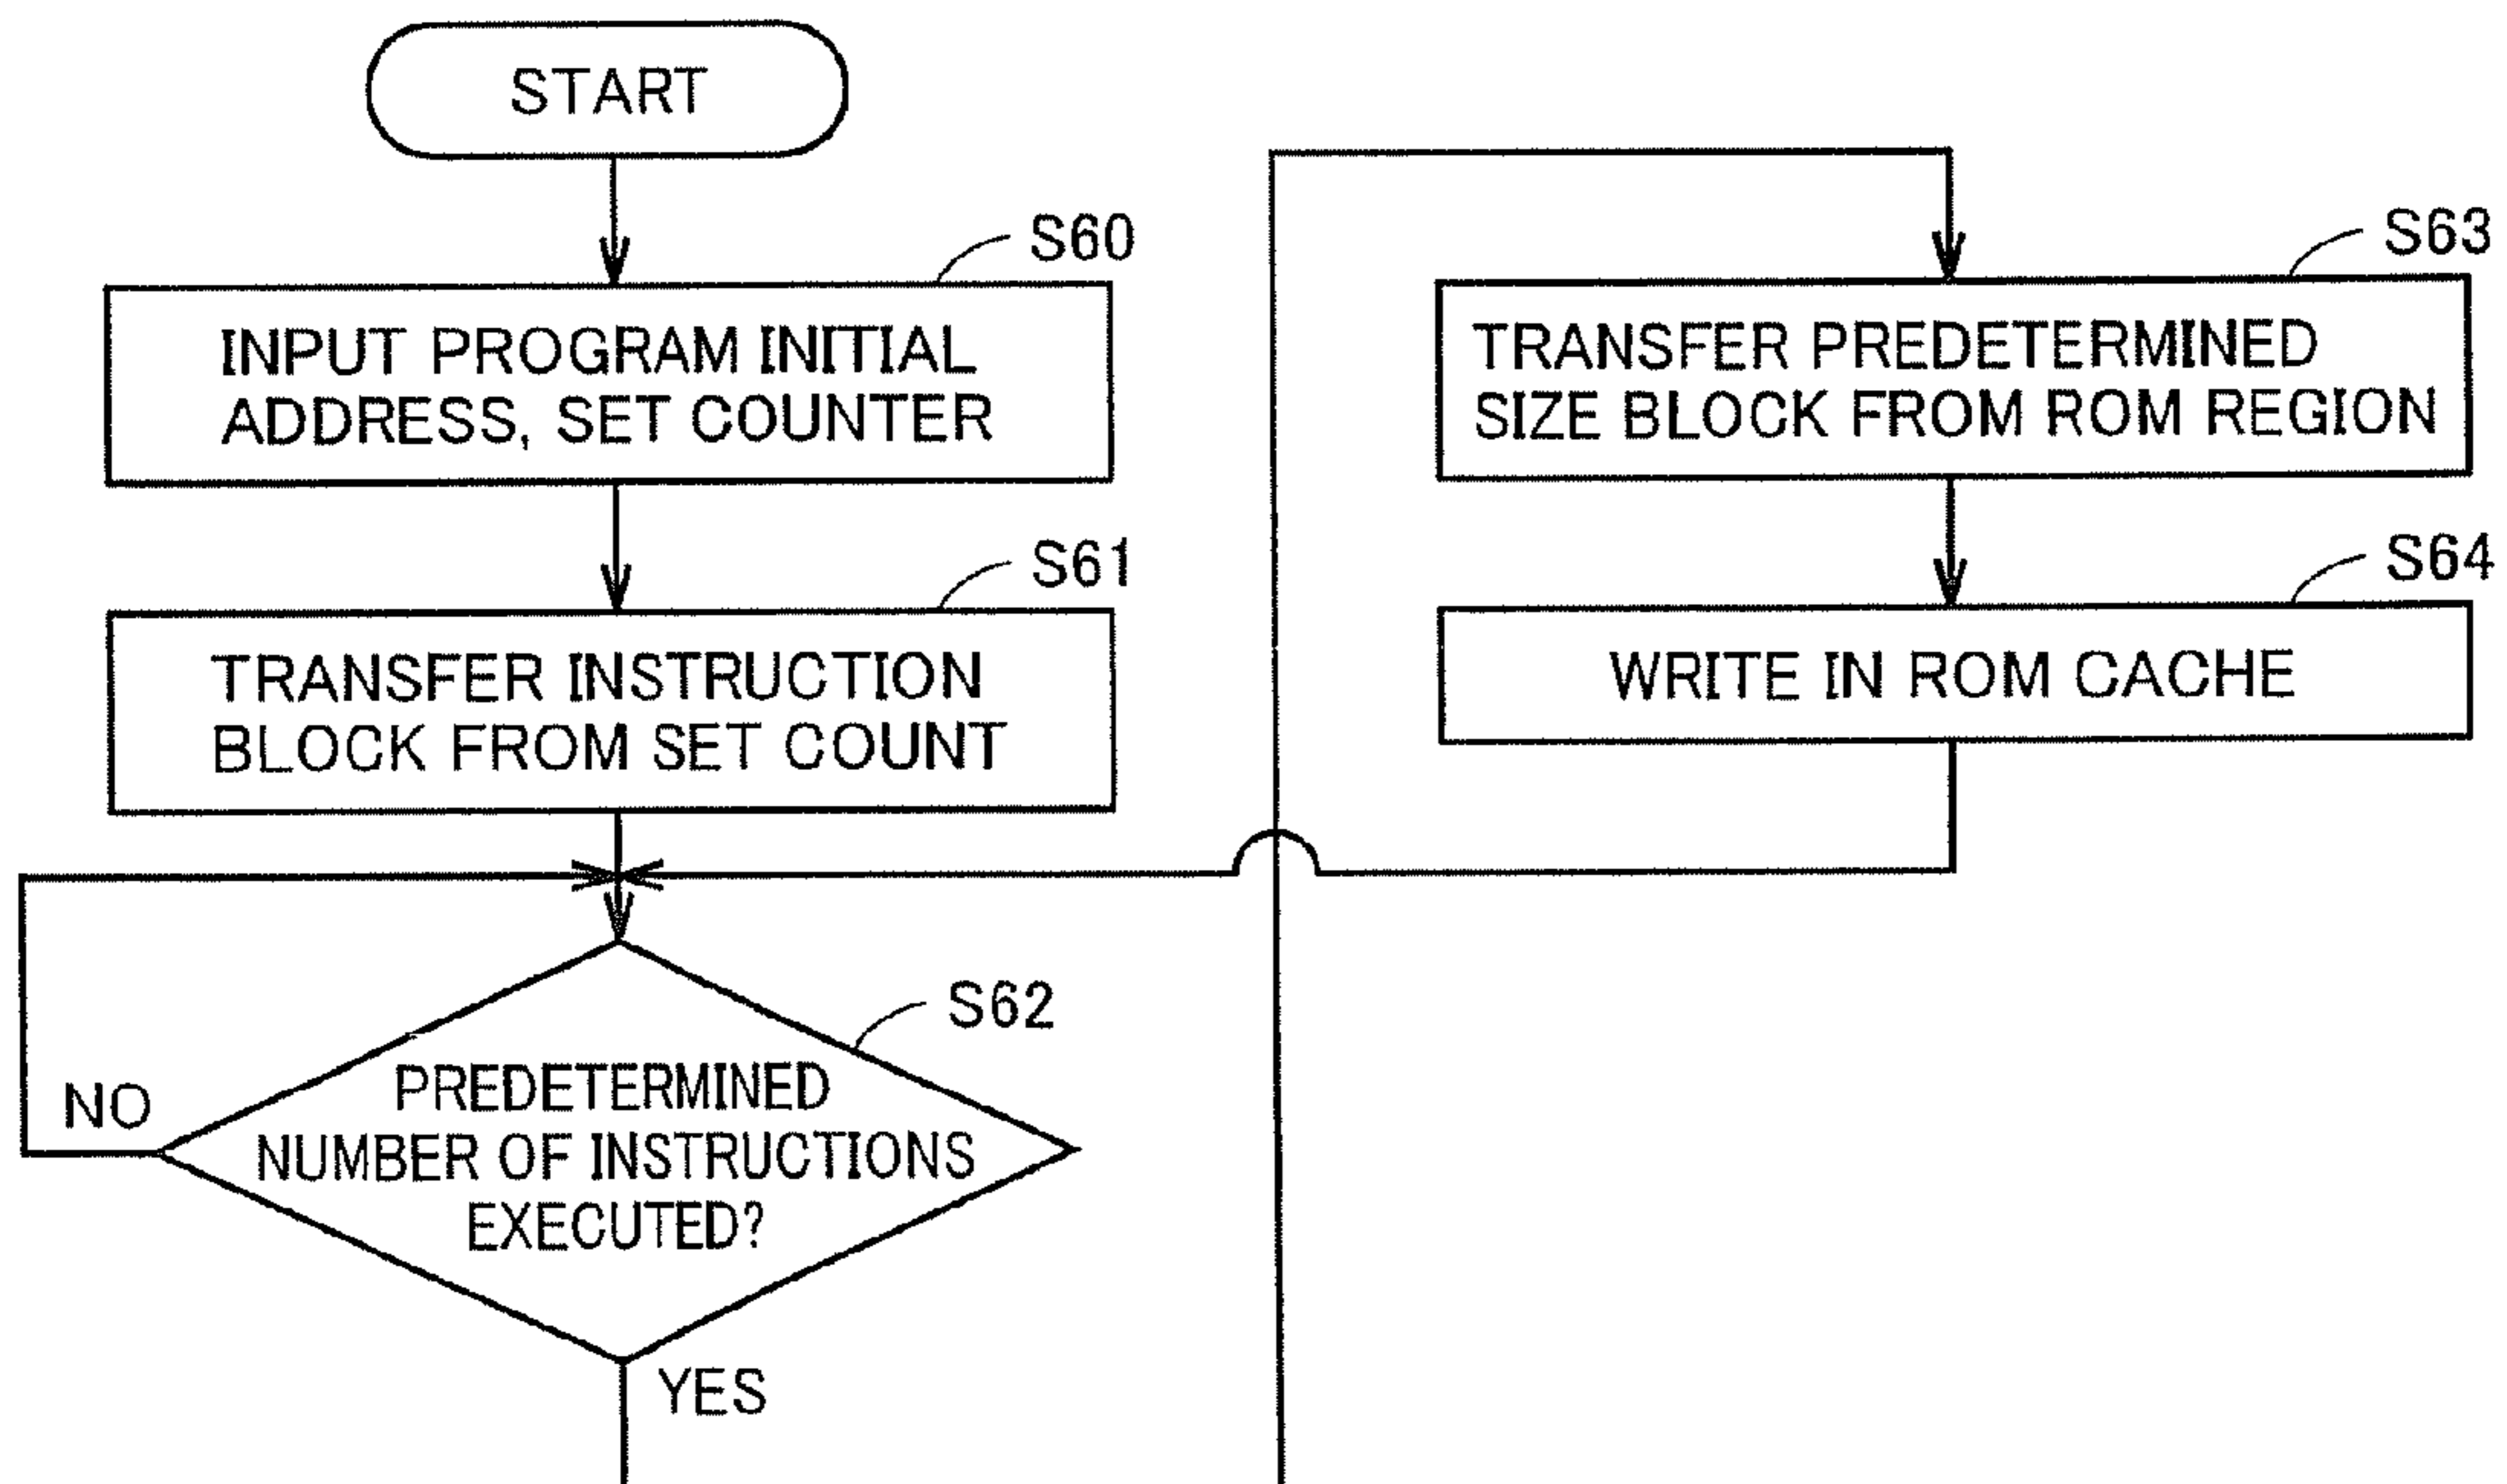 START
S60
INPUT PROGRAM INITIAL
ADDRESS, SET COUNTER
S61
TRANSFER INSTRUCTION
BLOCK FROM SET COUNT
S62
PREDETERMINED
NUMBER OF INSTRUCTIONS
EXECUTED?
NO
YES
S63
TRANSFER PREDETERMINED
SIZE BLOCK FROM ROM REGION
S64
WRITE IN ROM CACHE